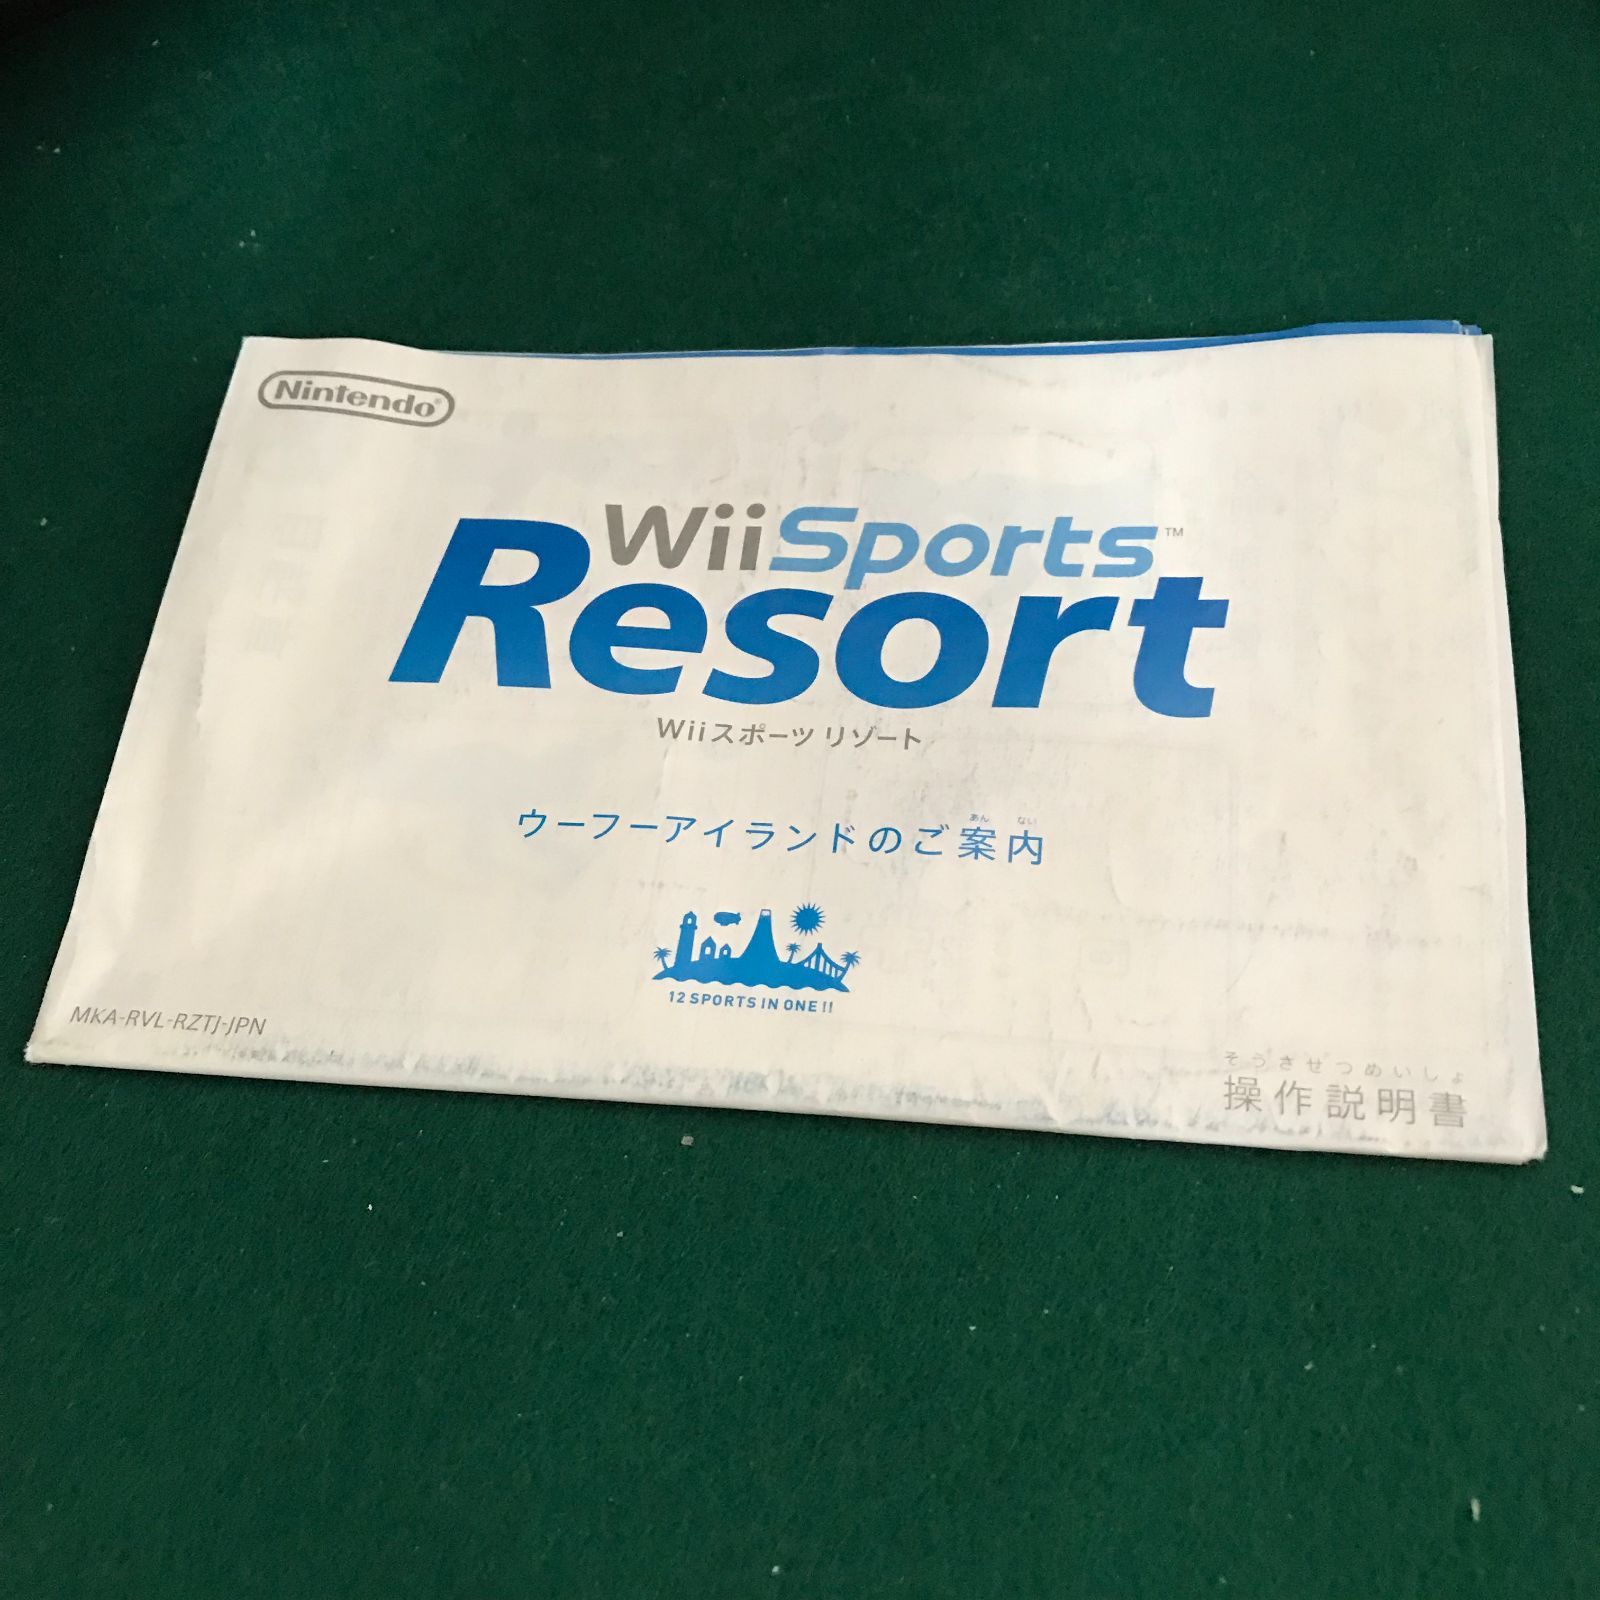 Nintendo®
Wii Sports™
Resort
Wiiスポーツ リゾート
あん ない
ウーフーアイランドのご案内
12 SPORTS IN ONE !!
MKA-RVL-RZTJ-JPN
そうさせつめいしょ
操作説明書